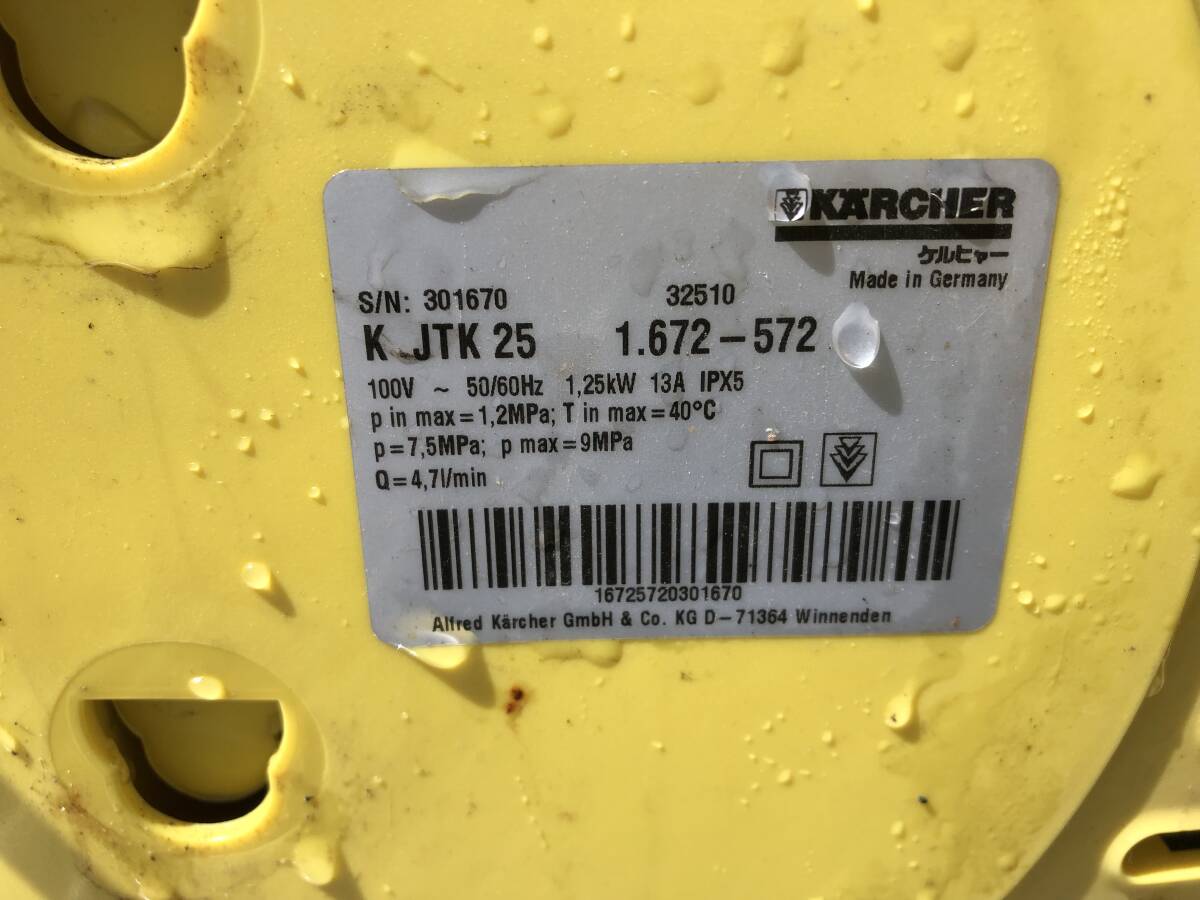 KÄRCHER
ケルヒャー
Made in Germany
S/N: 301670 32510
K JTK 25 1.672-572
100V ~ 50/60Hz 1,25kW 13A IPX5
p in max=1,2MPa; T in max=40°C
p=7,5MPa; p max=9MPa
Q=4,7l/min
16725720301670
Alfred Kärcher GmbH & Co. KG D-71364 Winnenden